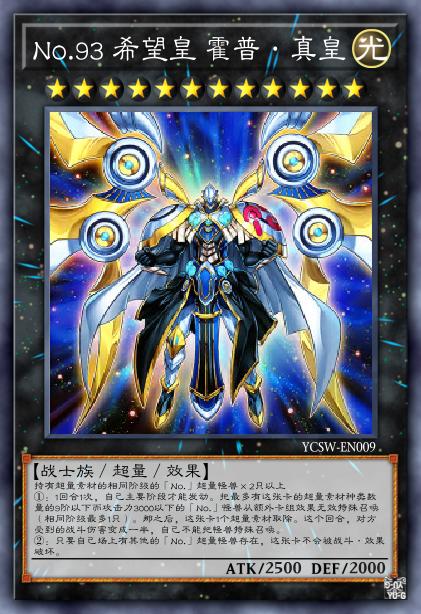 No.93 希望皇 霍普·真皇 光
YCSW-EN009
【战士族／超量／效果】
持有超量素材的相同阶级的「No.」超量怪兽×2只以上
①：1回合1次，自己主要阶段才能发动。把最多有这张卡的超量素材种类数
量的9阶以下而攻击力3000以下的「No.」怪兽从额外卡组效果无效特殊召唤
（相同阶级最多1只）。那之后，这张卡1个超量素材取除。这个回合，对方
受到的战斗伤害变成一半，自己不能把怪兽特殊召唤。
②：只要自己场上有其他的「No.」超量怪兽存在，这张卡不会被战斗·效果
破坏。
ATK/2500 DEF/2000